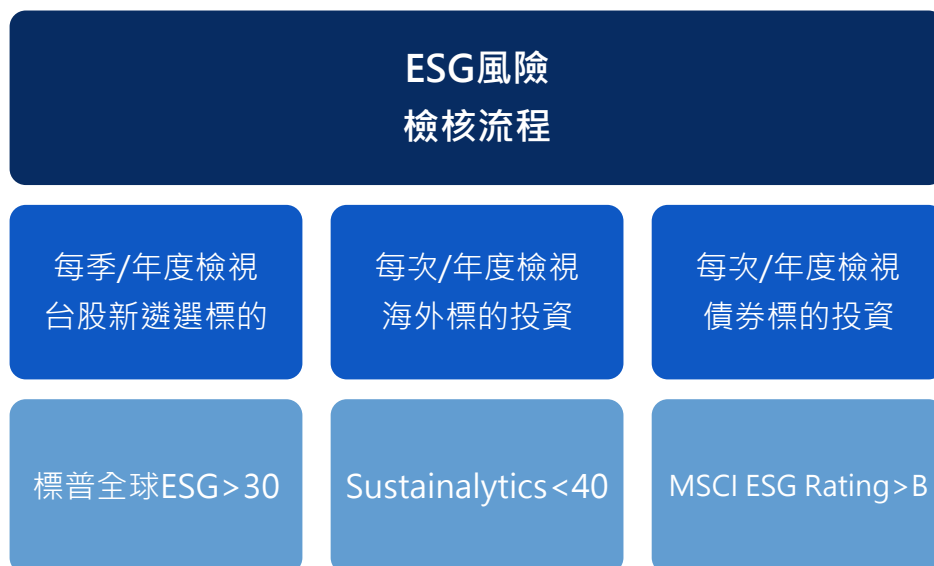 ESG風險
檢核流程
每季/年度檢視
台股新遴選標的
每次/年度檢視
海外標的投資
每次/年度檢視
債券標的投資
標普全球ESG>30
Sustainalytics<40
MSCI ESG Rating>B